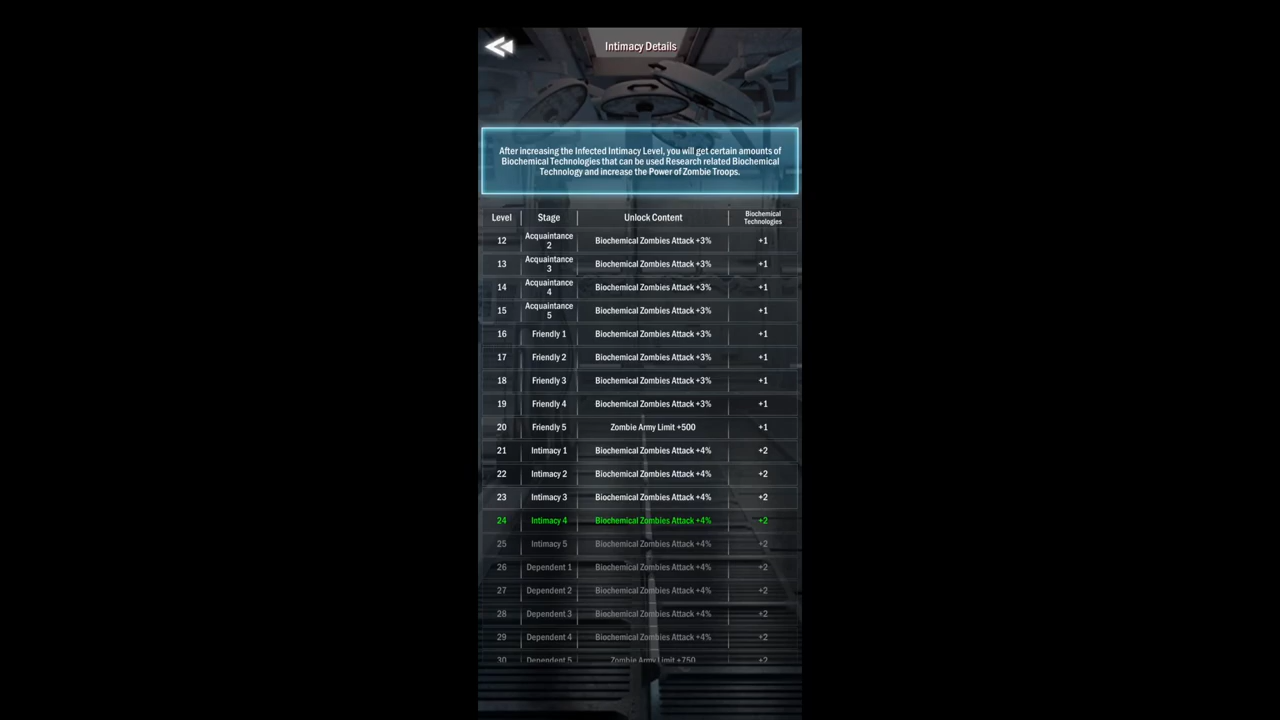 Intimacy Details
After increasing the Infected Intimacy Level, you will get certain amounts of
Biochemical Technologies that can be used Research related Biochemical
Technology and increase the Power of Zombie Troops.
Level Stage Unlock Content Biochemical Technologies
12 Acquaintance 2 Biochemical Zombies Attack +3% +1
13 Acquaintance 3 Biochemical Zombies Attack +3% +1
14 Acquaintance 4 Biochemical Zombies Attack +3% +1
15 Acquaintance 5 Biochemical Zombies Attack +3% +1
16 Friendly 1 Biochemical Zombies Attack +3% +1
17 Friendly 2 Biochemical Zombies Attack +3% +1
18 Friendly 3 Biochemical Zombies Attack +3% +1
19 Friendly 4 Biochemical Zombies Attack +3% +1
20 Friendly 5 Zombie Army Limit +500 +1
21 Intimacy 1 Biochemical Zombies Attack +4% +2
22 Intimacy 2 Biochemical Zombies Attack +4% +2
23 Intimacy 3 Biochemical Zombies Attack +4% +2
24 Intimacy 4 Biochemical Zombies Attack +4% +2
25 Intimacy 5 Biochemical Zombies Attack +4% +2
26 Dependent 1 Biochemical Zombies Attack +4% +2
27 Dependent 2 Biochemical Zombies Attack +4% +2
28 Dependent 3 Biochemical Zombies Attack +4% +2
29 Dependent 4 Biochemical Zombies Attack +4% +2
30 Dependent 5 Zombie Army Limit +750 +2